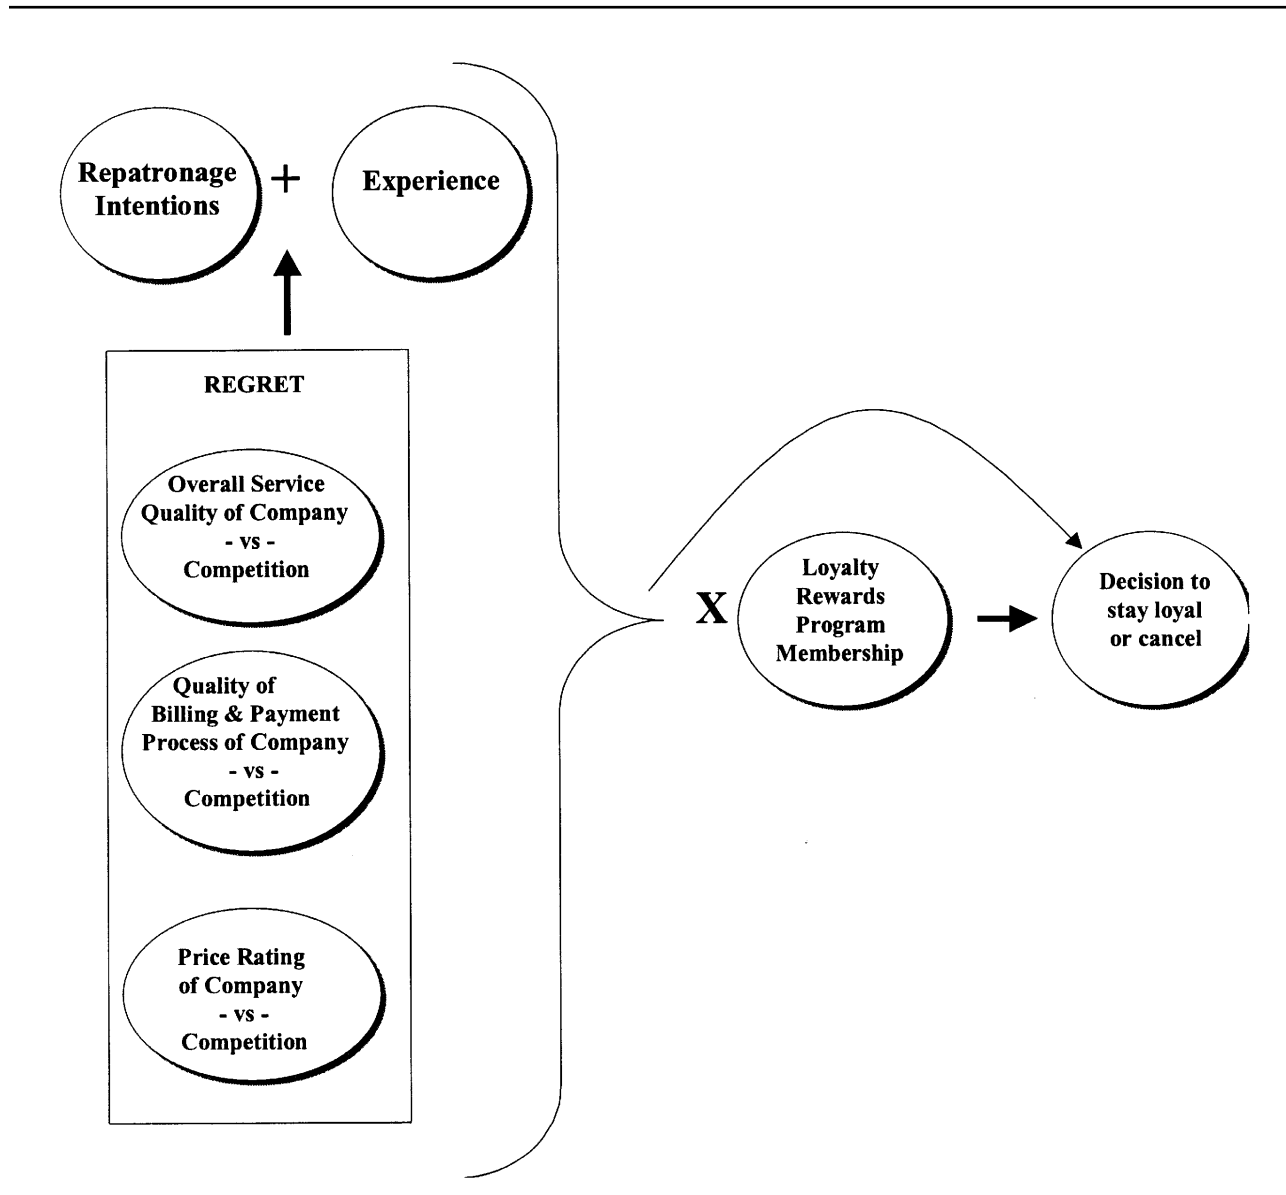 Repatronage
Intentions
+
Experience
REGRET
Overall Service
Quality of Company
- vs -
Competition
Quality of
Billing & Payment
Process of Company
- vs -
Competition
Price Rating
of Company
- vs -
Competition
X
Loyalty
Rewards
Program
Membership
Decision to
stay loyal
or cancel